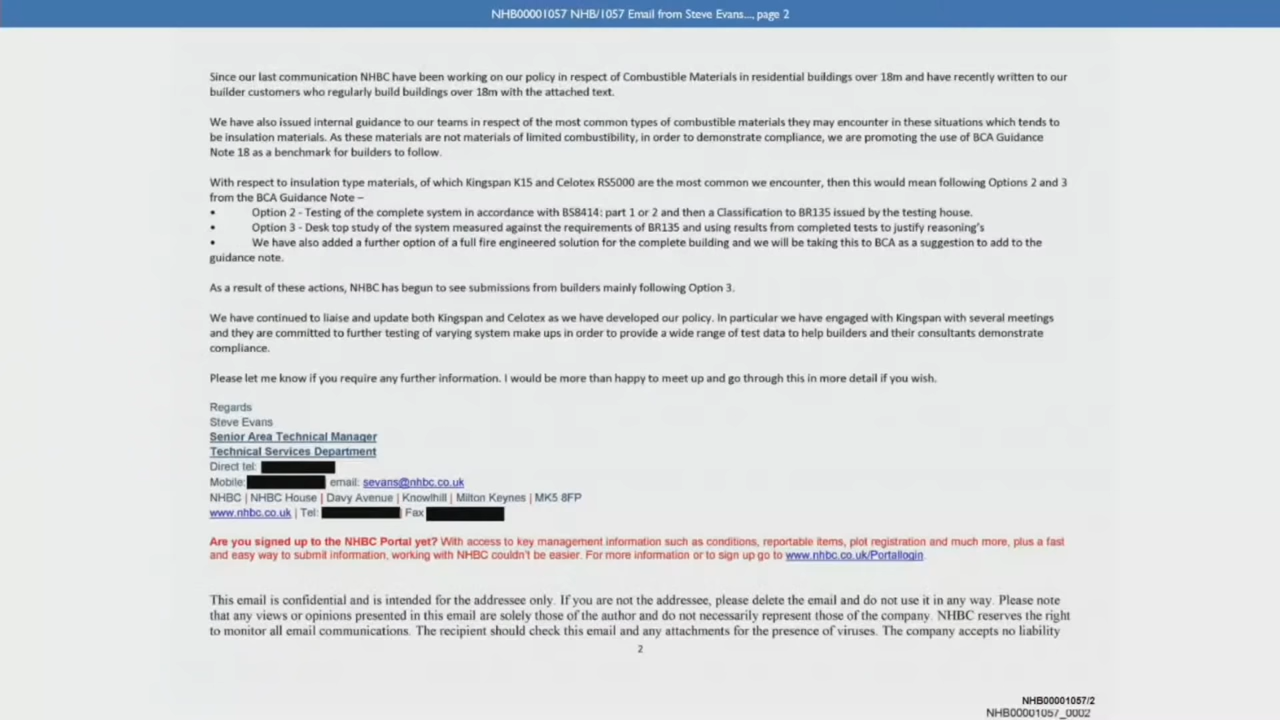 NHB00001057 NHB/1057 Email from Steve Evans..., page 2
Since our last communication NHBC have been working on our policy in respect of Combustible Materials in residential buildings over 18m and have recently written to our
builder customers who regularly build buildings over 18m with the attached text.
We have also issued internal guidance to our teams in respect of the most common types of combustible materials they may encounter in these situations which tends to
be insulation materials. As these materials are not materials of limited combustibility, in order to demonstrate compliance, we are promoting the use of BCA Guidance
Note 18 as a benchmark for builders to follow.
With respect to insulation type materials, of which Kingspan K15 and Celotex RS5000 are the most common we encounter, then this would mean following Options 2 and 3
from the BCA Guidance Note –
• Option 2 - Testing of the complete system in accordance with BS8414: part 1 or 2 and then a Classification to BR135 issued by the testing house.
• Option 3 - Desk top study of the system measured against the requirements of BR135 and using results from completed tests to justify reasoning's
• We have also added a further option of a full fire engineered solution for the complete building and we will be taking this to BCA as a suggestion to add to the
guidance note.
As a result of these actions, NHBC has begun to see submissions from builders mainly following Option 3.
We have continued to liaise and update both Kingspan and Celotex as we have developed our policy. In particular we have engaged with Kingspan with several meetings
and they are committed to further testing of varying system make ups in order to provide a wide range of test data to help builders and their consultants demonstrate
compliance.
Please let me know if you require any further information. I would be more than happy to meet up and go through this in more detail if you wish.
Regards
Steve Evans
Senior Area Technical Manager
Technical Services Department
Direct tel:
Mobile: email: sevans@nhbc.co.uk
NHBC | NHBC House | Davy Avenue | Knowlhill | Milton Keynes | MK5 8FP
www.nhbc.co.uk | Tel: | Fax
Are you signed up to the NHBC Portal yet? With access to key management information such as conditions, reportable items, plot registration and much more, plus a fast
and easy way to submit information, working with NHBC couldn't be easier. For more information or to sign up go to www.nhbc.co.uk/Portallogin.
This email is confidential and is intended for the addressee only. If you are not the addressee, please delete the email and do not use it in any way. Please note
that any views or opinions presented in this email are solely those of the author and do not necessarily represent those of the company. NHBC reserves the right
to monitor all email communications. The recipient should check this email and any attachments for the presence of viruses. The company accepts no liability
2
NHB00001057/2
NHB00001057_0002